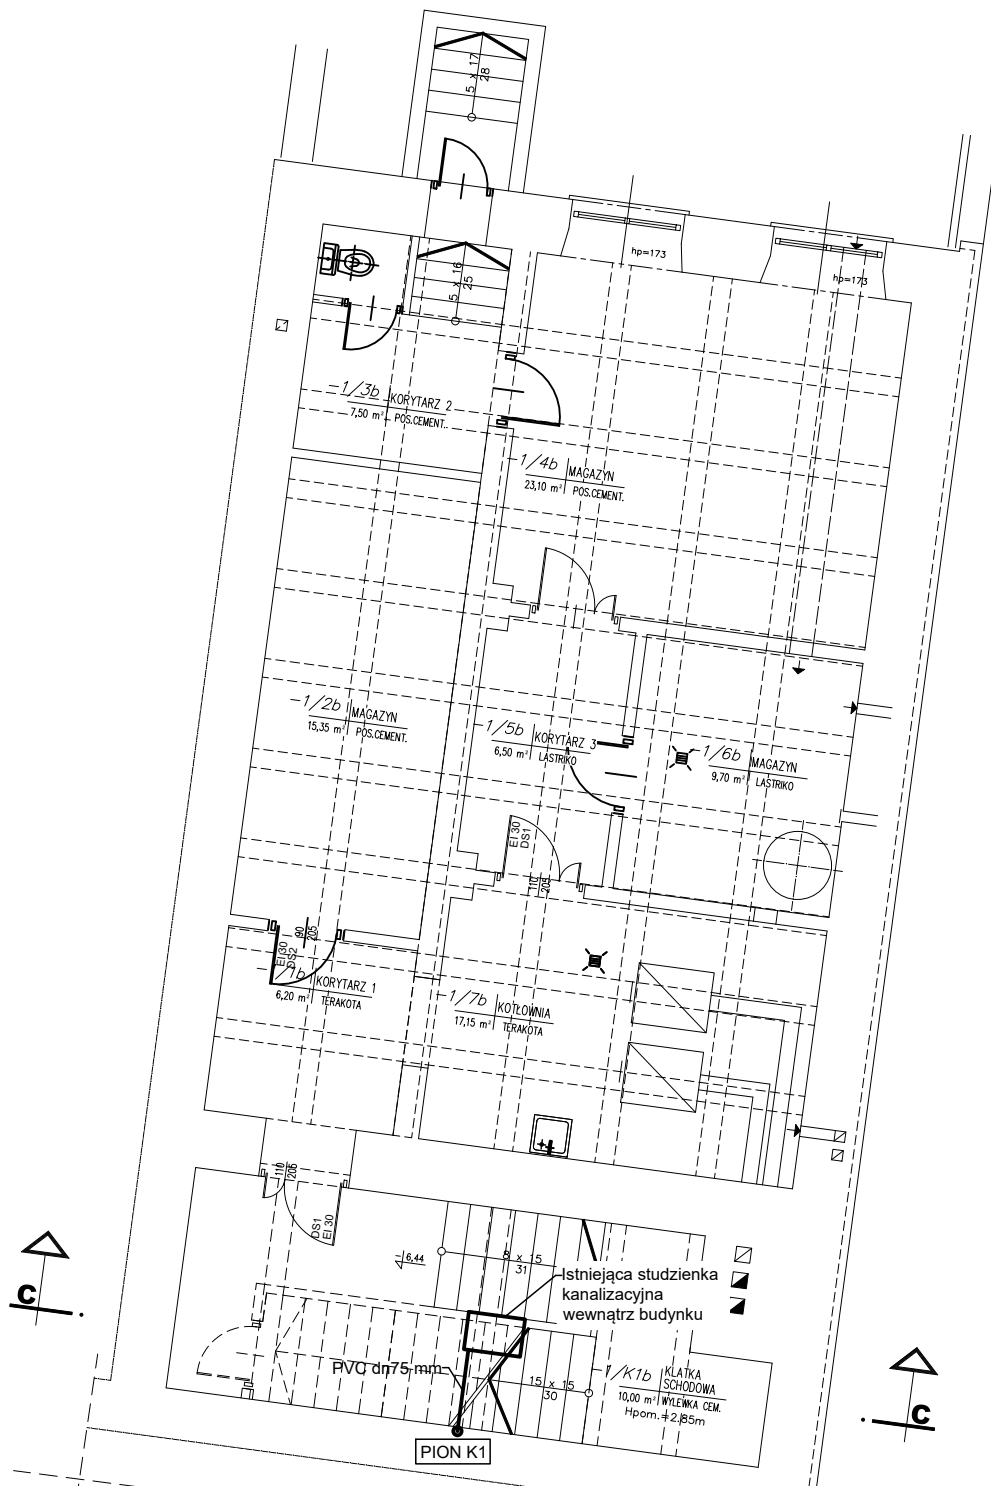 5 x 17
28
hp=173
hp=173
5 x 16
25
-1/3b KORYTARZ 2
7,50 m² POS.CEMENT.
-1/4b MAGAZYN
23,10 m² POS.CEMENT.
-1/2b MAGAZYN
15,35 m² POS.CEMENT.
-1/5b KORYTARZ 3
6,50 m² LASTRIKO
-1/6b MAGAZYN
9,70 m² LASTRIKO
EI 30
DS1
110
205
90
205
EI 30
DS2
-1/1b KORYTARZ 1
6,20 m² TERAKOTA
-1/7b KOTŁOWNIA
17,15 m² TERAKOTA
110
205
DS1
EI 30
-6,44
8 x 15
31
Istniejąca studzienka
kanalizacyjna
wewnątrz budynku
C
PVC dn75 mm
15 x 15
30
-1/K1b KLATKA
SCHODOWA
10,00 m² WYLEWKA CEM.
Hpom.=2.85m
C
PION K1